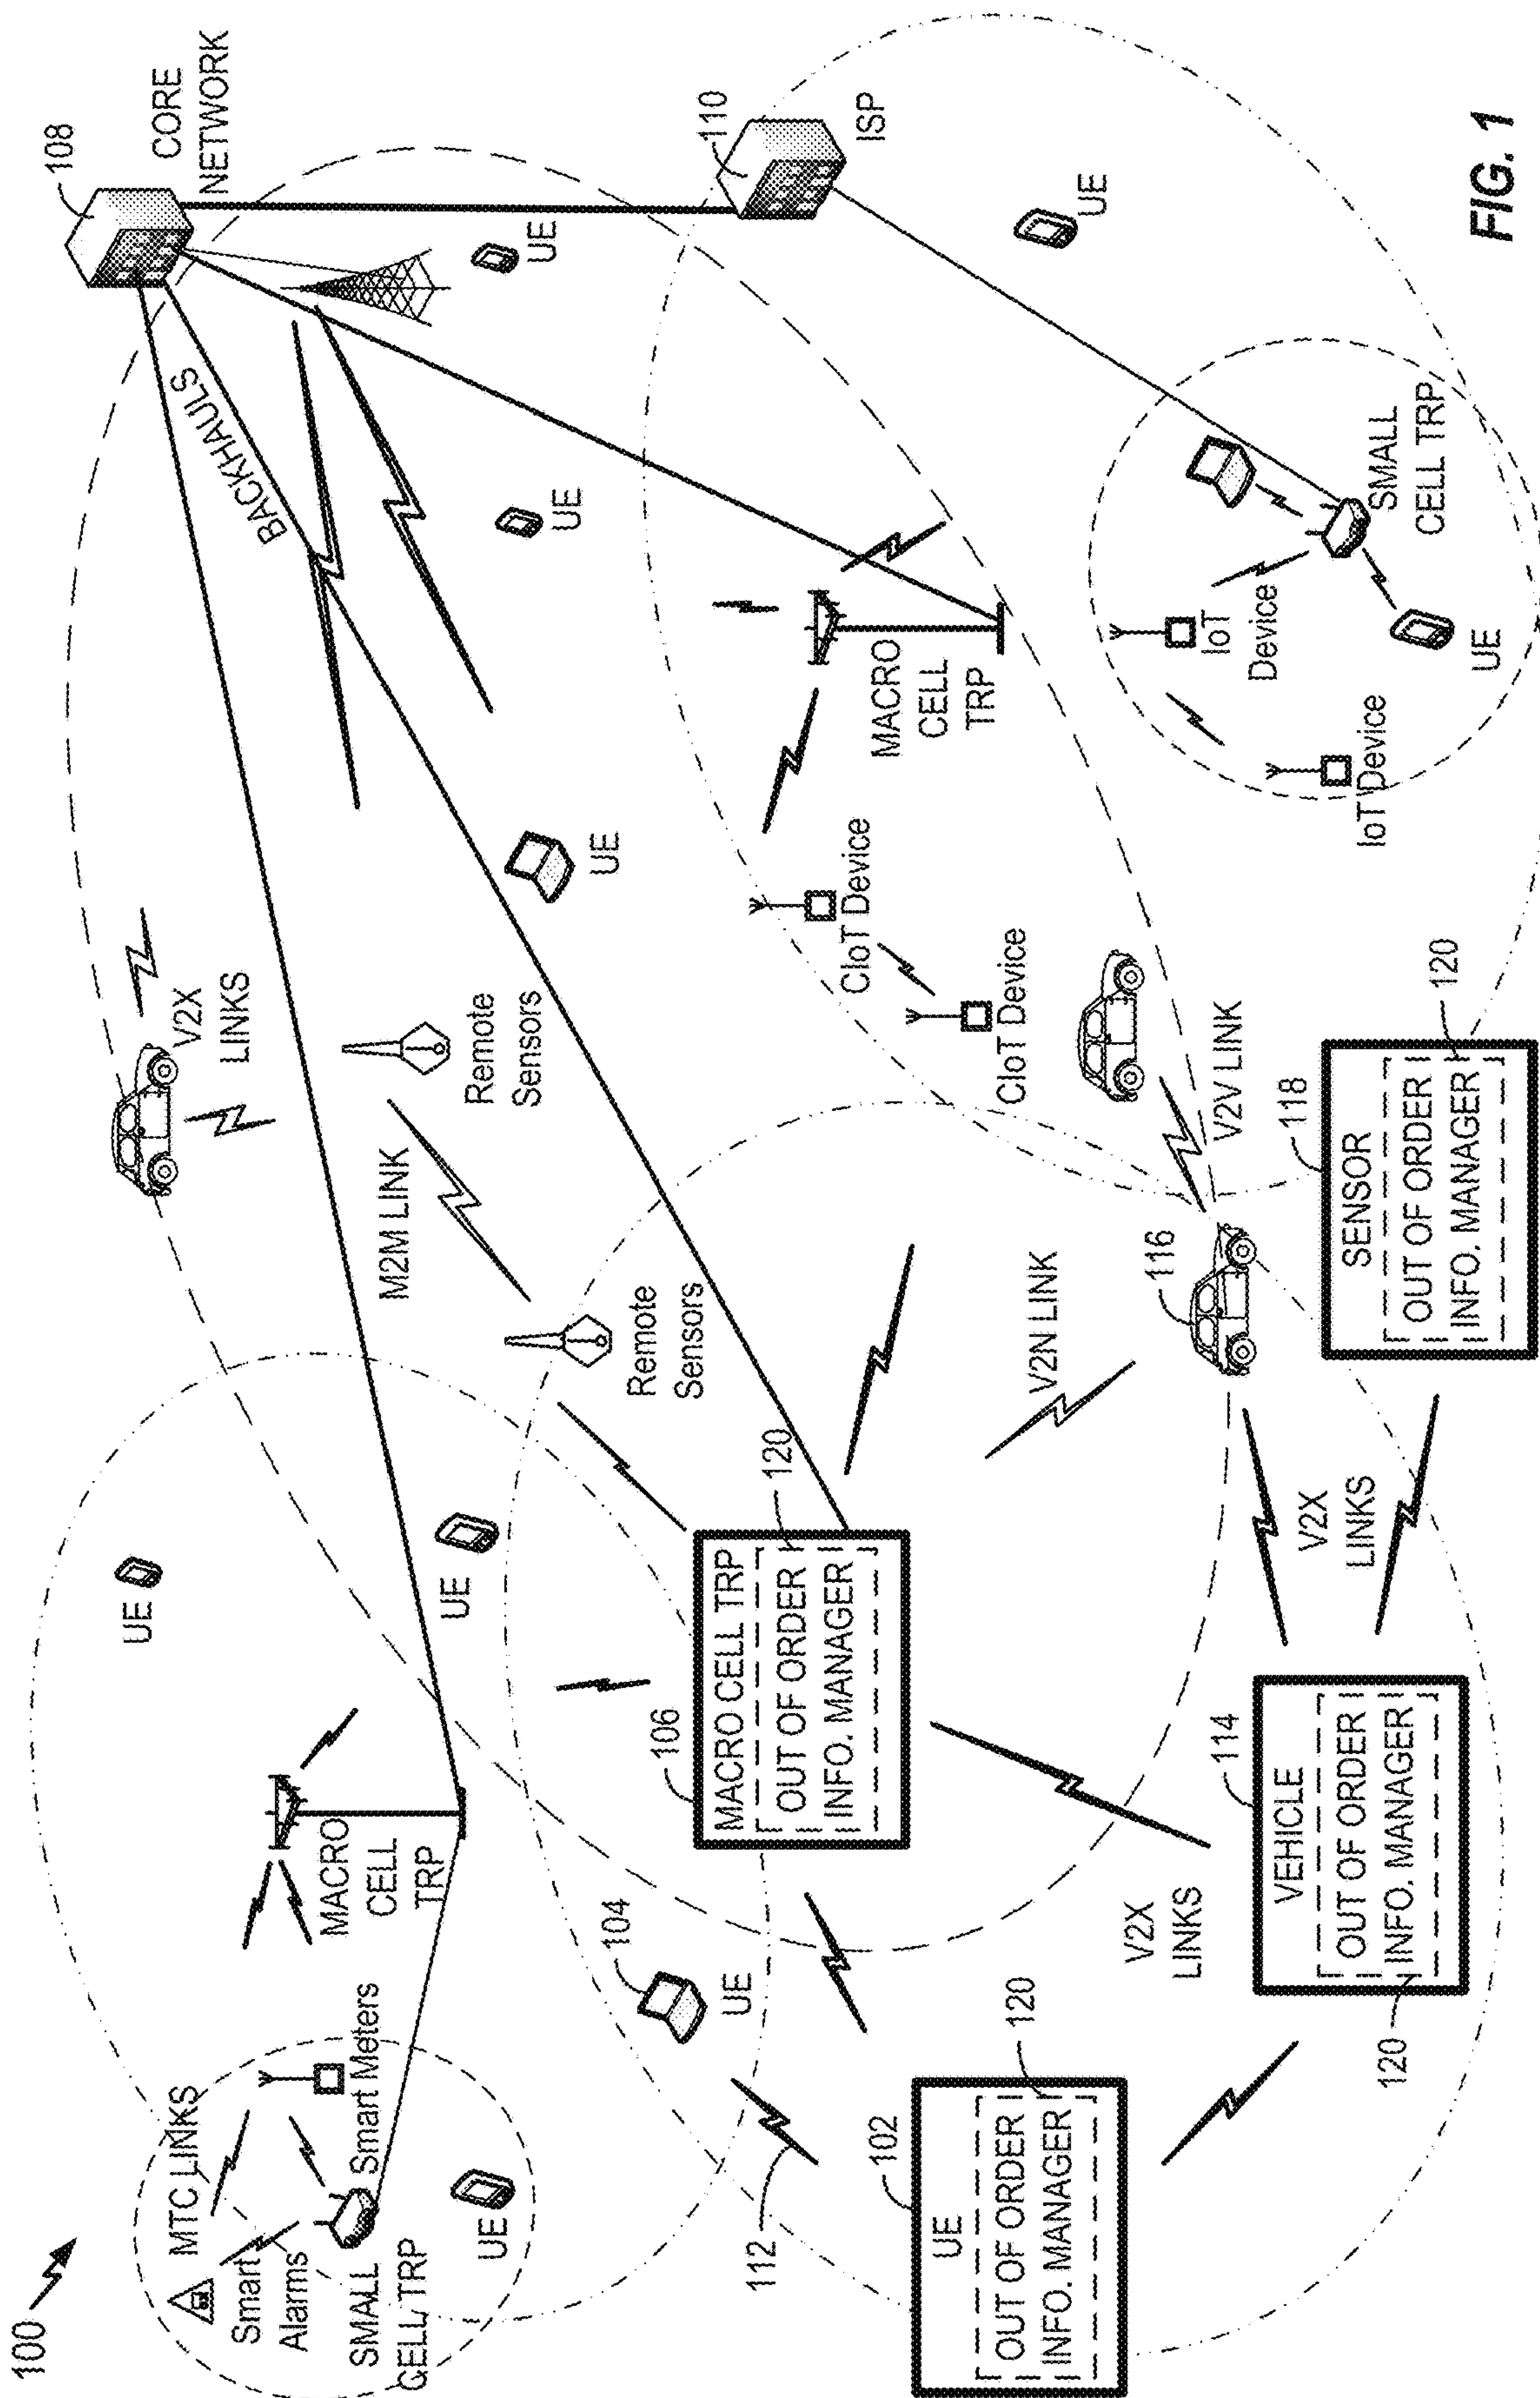 100
MTC LINKS
Smart
Alarms
SMALL
CELL TRP
Smart Meters
UE
MACRO
CELL
TRP
UE
UE
V2X
LINKS
BACKHAULS
108
CORE
NETWORK
M2M LINK
Remote
Sensors
Remote
Sensors
UE
UE
UE
104
UE
106
MACRO CELL TRP
OUT OF ORDER
INFO. MANAGER
120
112
102
UE
OUT OF ORDER
INFO. MANAGER
120
V2X
LINKS
114
VEHICLE
OUT OF ORDER
INFO. MANAGER
120
V2N LINK
116
V2X
LINKS
V2V LINK
118
SENSOR
OUT OF ORDER
INFO. MANAGER
120
CIoT Device
CIoT Device
MACRO
CELL
TRP
110
ISP
UE
IoT
Device
IoT Device
SMALL
CELL TRP
UE
FIG. 1